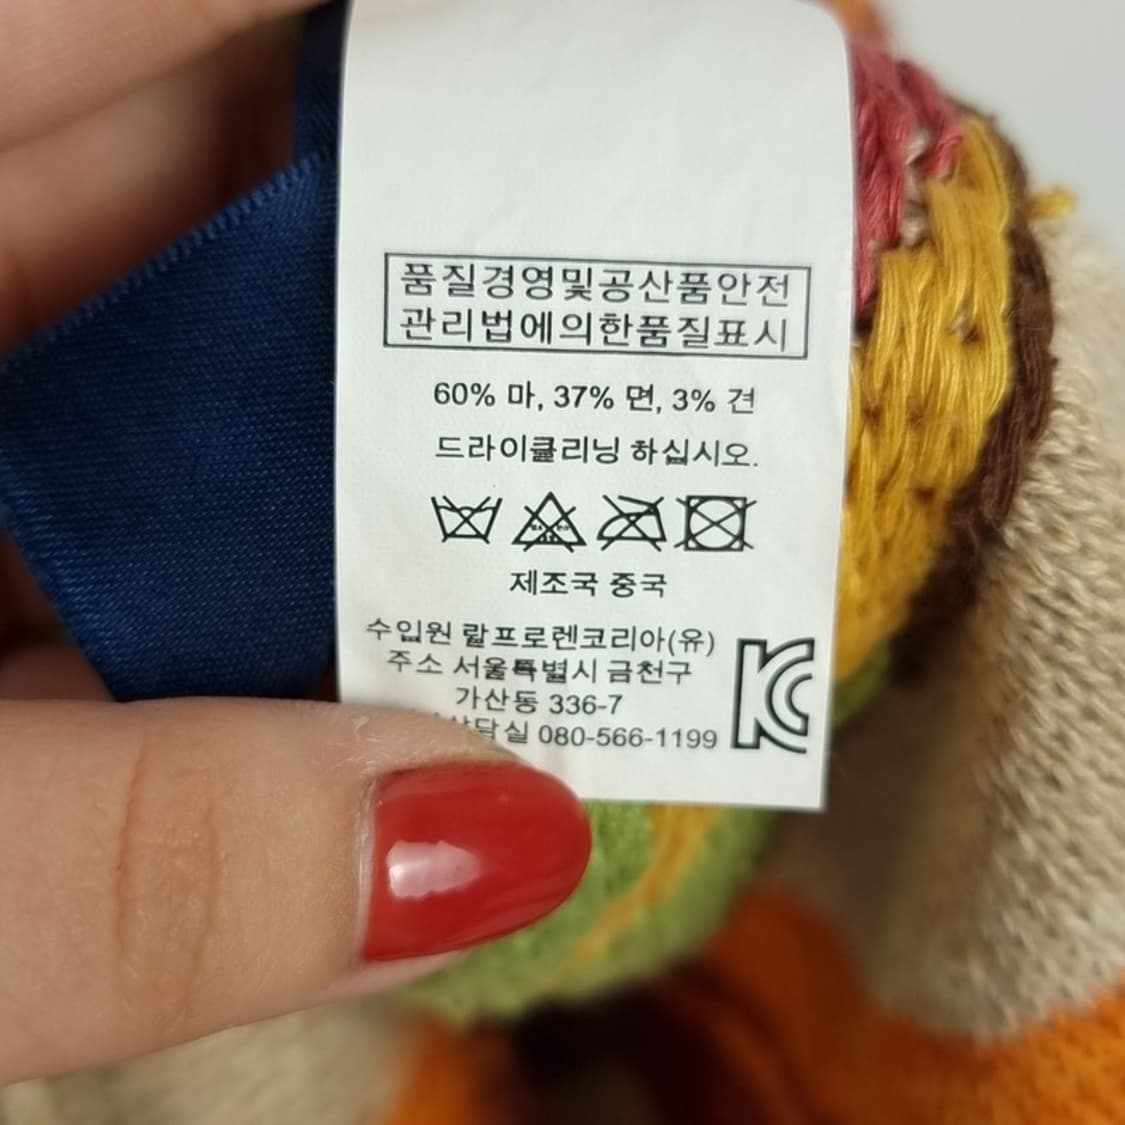 품질경영및공산품안전
관리법에의한품질표시
60% 마, 37% 면, 3% 견
드라이클리닝 하십시오.
제조국 중국
수입원 랄프로렌코리아(유)
주소 서울특별시 금천구
가산동 336-7
080-566-1199